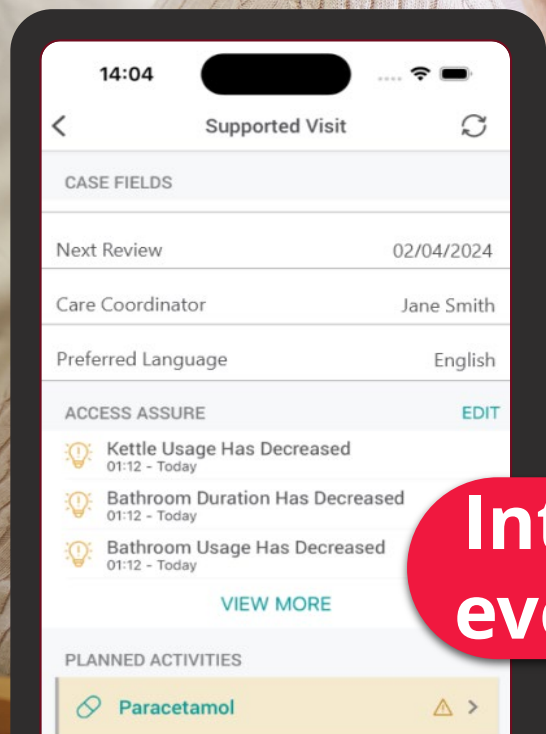 14:04
Supported Visit
CASE FIELDS
Next Review 02/04/2024
Care Coordinator Jane Smith
Preferred Language English
ACCESS ASSURE EDIT
Kettle Usage Has Decreased
01:12 - Today
Bathroom Duration Has Decreased
01:12 - Today
Bathroom Usage Has Decreased
01:12 - Today
VIEW MORE
PLANNED ACTIVITIES
Paracetamol